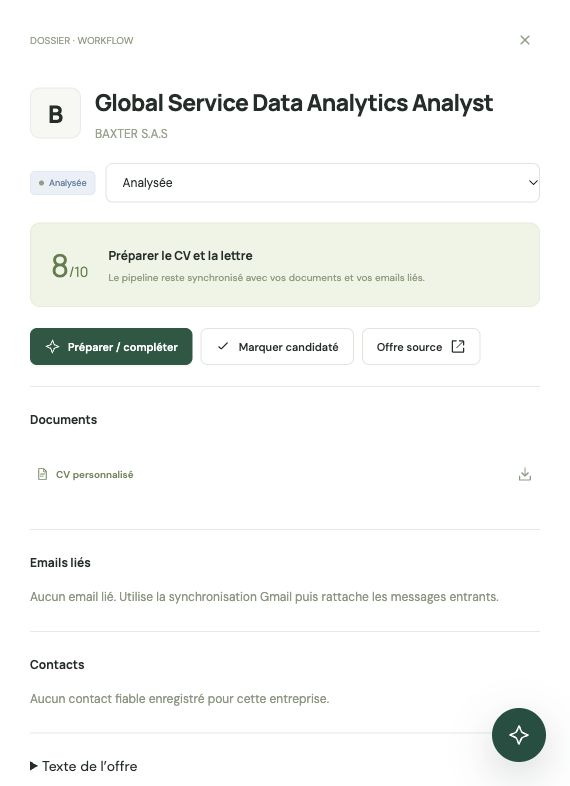 DOSSIER · WORKFLOW
B
Global Service Data Analytics Analyst
BAXTER S.A.S
Analysée
Analysée
8/10
Préparer le CV et la lettre
Le pipeline reste synchronisé avec vos documents et vos emails liés.
Préparer / compléter
Marquer candidaté
Offre source
Documents
CV personnalisé
Emails liés
Aucun email lié. Utilise la synchronisation Gmail puis rattache les messages entrants.
Contacts
Aucun contact fiable enregistré pour cette entreprise.
Texte de l’offre